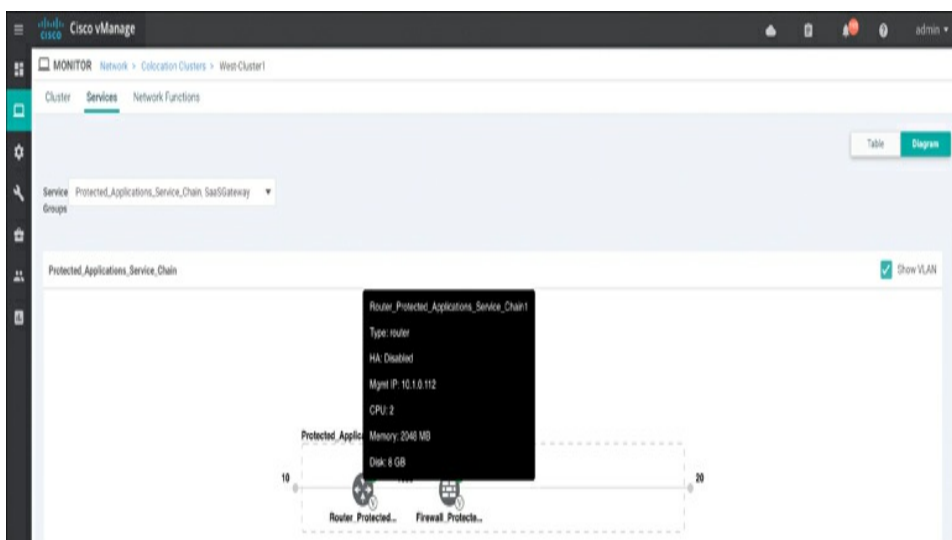 CISCO
Cisco vManage
admin
MONITOR Network > Colocation Clusters > West-Cluster1
Cluster Services Network Functions
Table Diagram
Service Groups Protected_Applications_Service_Chain, SaaSGateway
Protected_Applications_Service_Chain
Show VLAN
Router_Protected_Applications_Service_Chain1
Type: router
HA: Disabled
Mgmt IP: 10.1.0.112
CPU: 2
Memory: 2048 MB
Disk: 8 GB
Protected_Applic
10
20
Router_Protected... Firewall_Protecte...